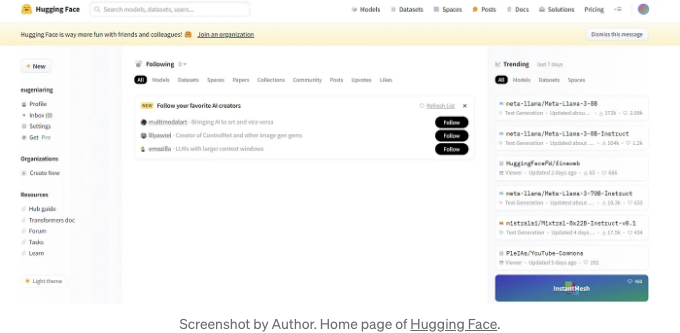 Hugging Face
Search models, datasets, users...
Models
Datasets
Spaces
Posts
Docs
Solutions
Pricing
Hugging Face is way more fun with friends and colleagues! 🤗 Join an organization
Dismiss this message
+ New
eugeniaring
Profile
Inbox (0)
Settings
Get Pro
Organizations
Create New
Resources
Hub guide
Transformers doc
Forum
Tasks
Learn
Light theme
Following 0
All Models Datasets Spaces Papers Collections Community Posts Upvotes Likes
NEW Follow your favorite AI creators
Refresh List
multimodalart · Bringing AI to art and vice versa
Follow
lllyasviel · Creator of ControlNet and other image gen gems
Follow
emozilla · LLMs with larger context windows
Follow
Trending last 7 days
All Models Datasets Spaces
meta-llama/Meta-Llama-3-8B
Text Generation · Updated abou... · 172k · 2.08k
meta-llama/Meta-Llama-3-8B-Instruct
Text Generation · Updated about ... · 104k · 1.2k
HuggingFaceFW/fineweb
Viewer · Updated 2 days ago · 65 · 666
meta-llama/Meta-Llama-3-70B-Instruct
Text Generation · Updated about... · 633
mistralai/Mixtral-8x22B-Instruct-v0.1
Text Generation · Updated 4 days... · 17.5k · 434
PleIAs/YouTube-Commons
Viewer · Updated 5 days ago
InstantMesh
Screenshot by Author. Home page of Hugging Face.